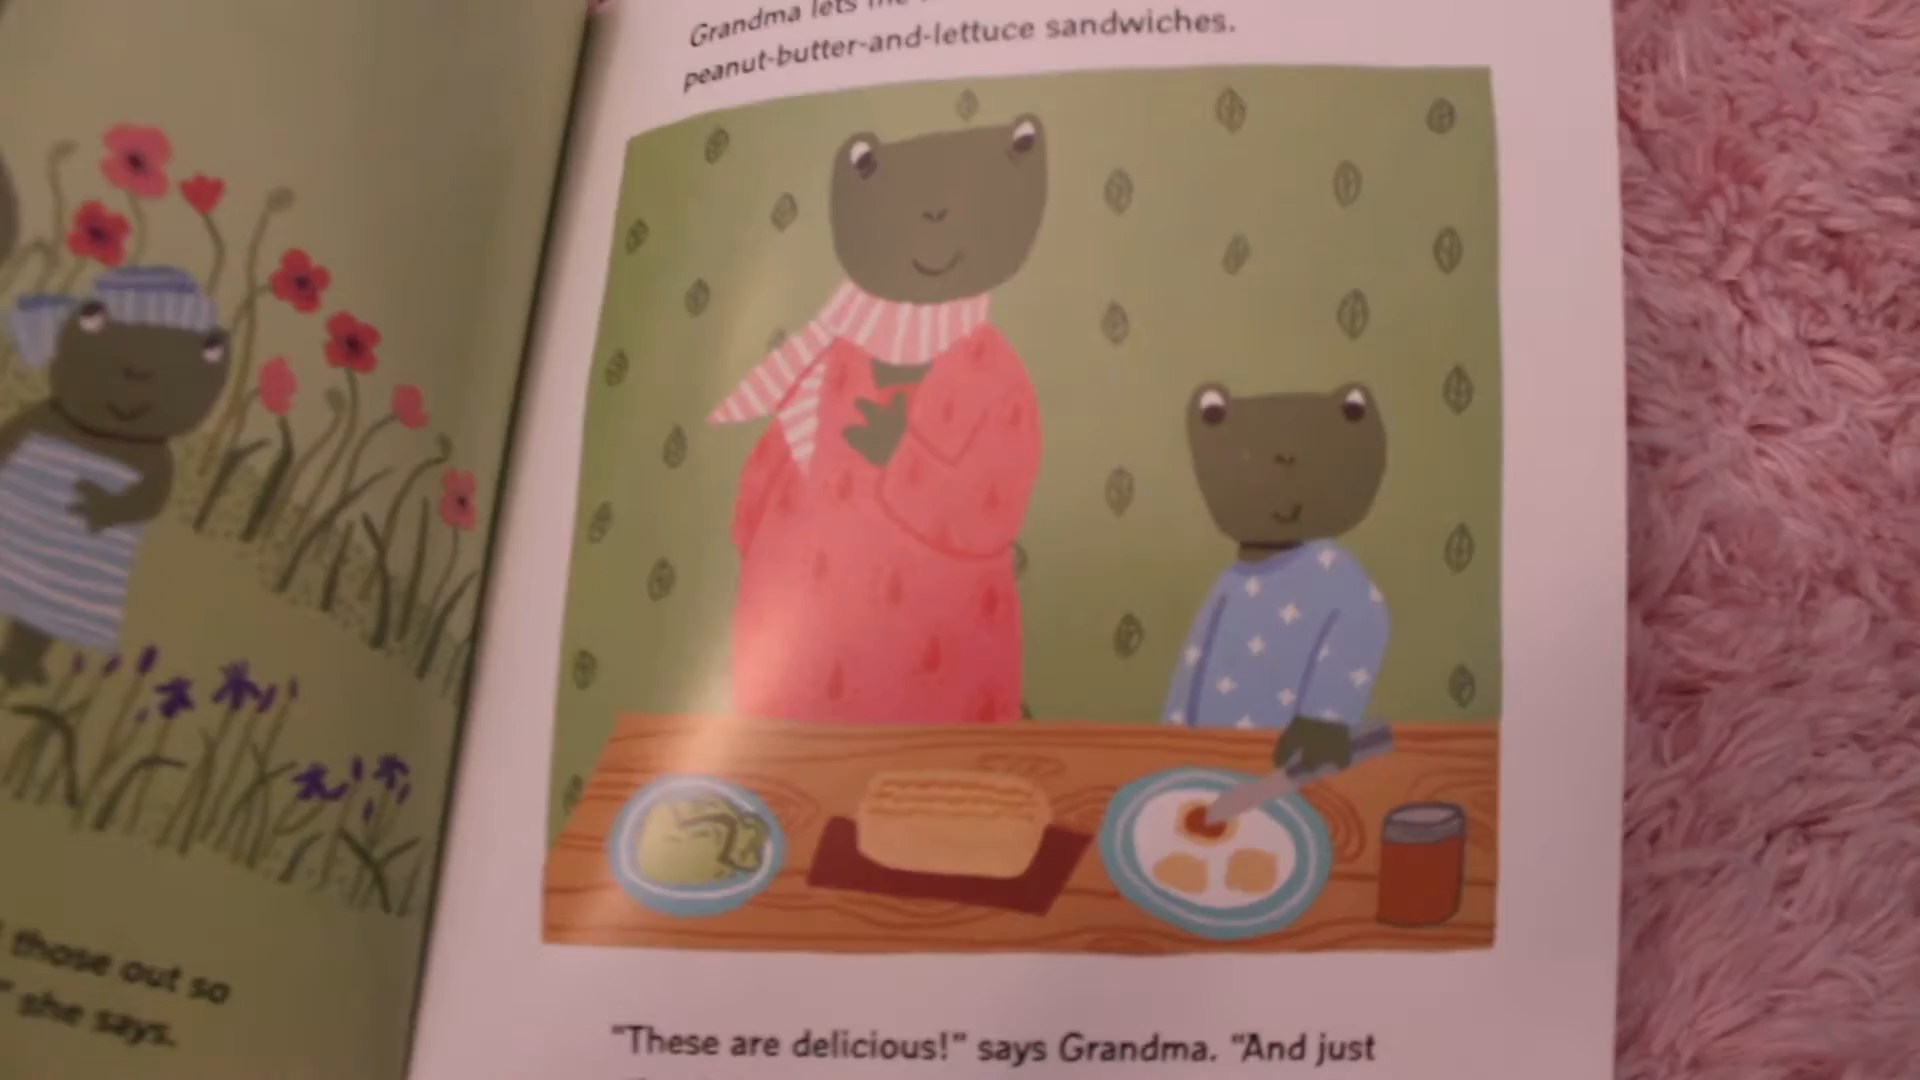 those out so
" she says.
Grandma lets
peanut-butter-and-lettuce sandwiches.
"These are delicious!" says Grandma. "And just